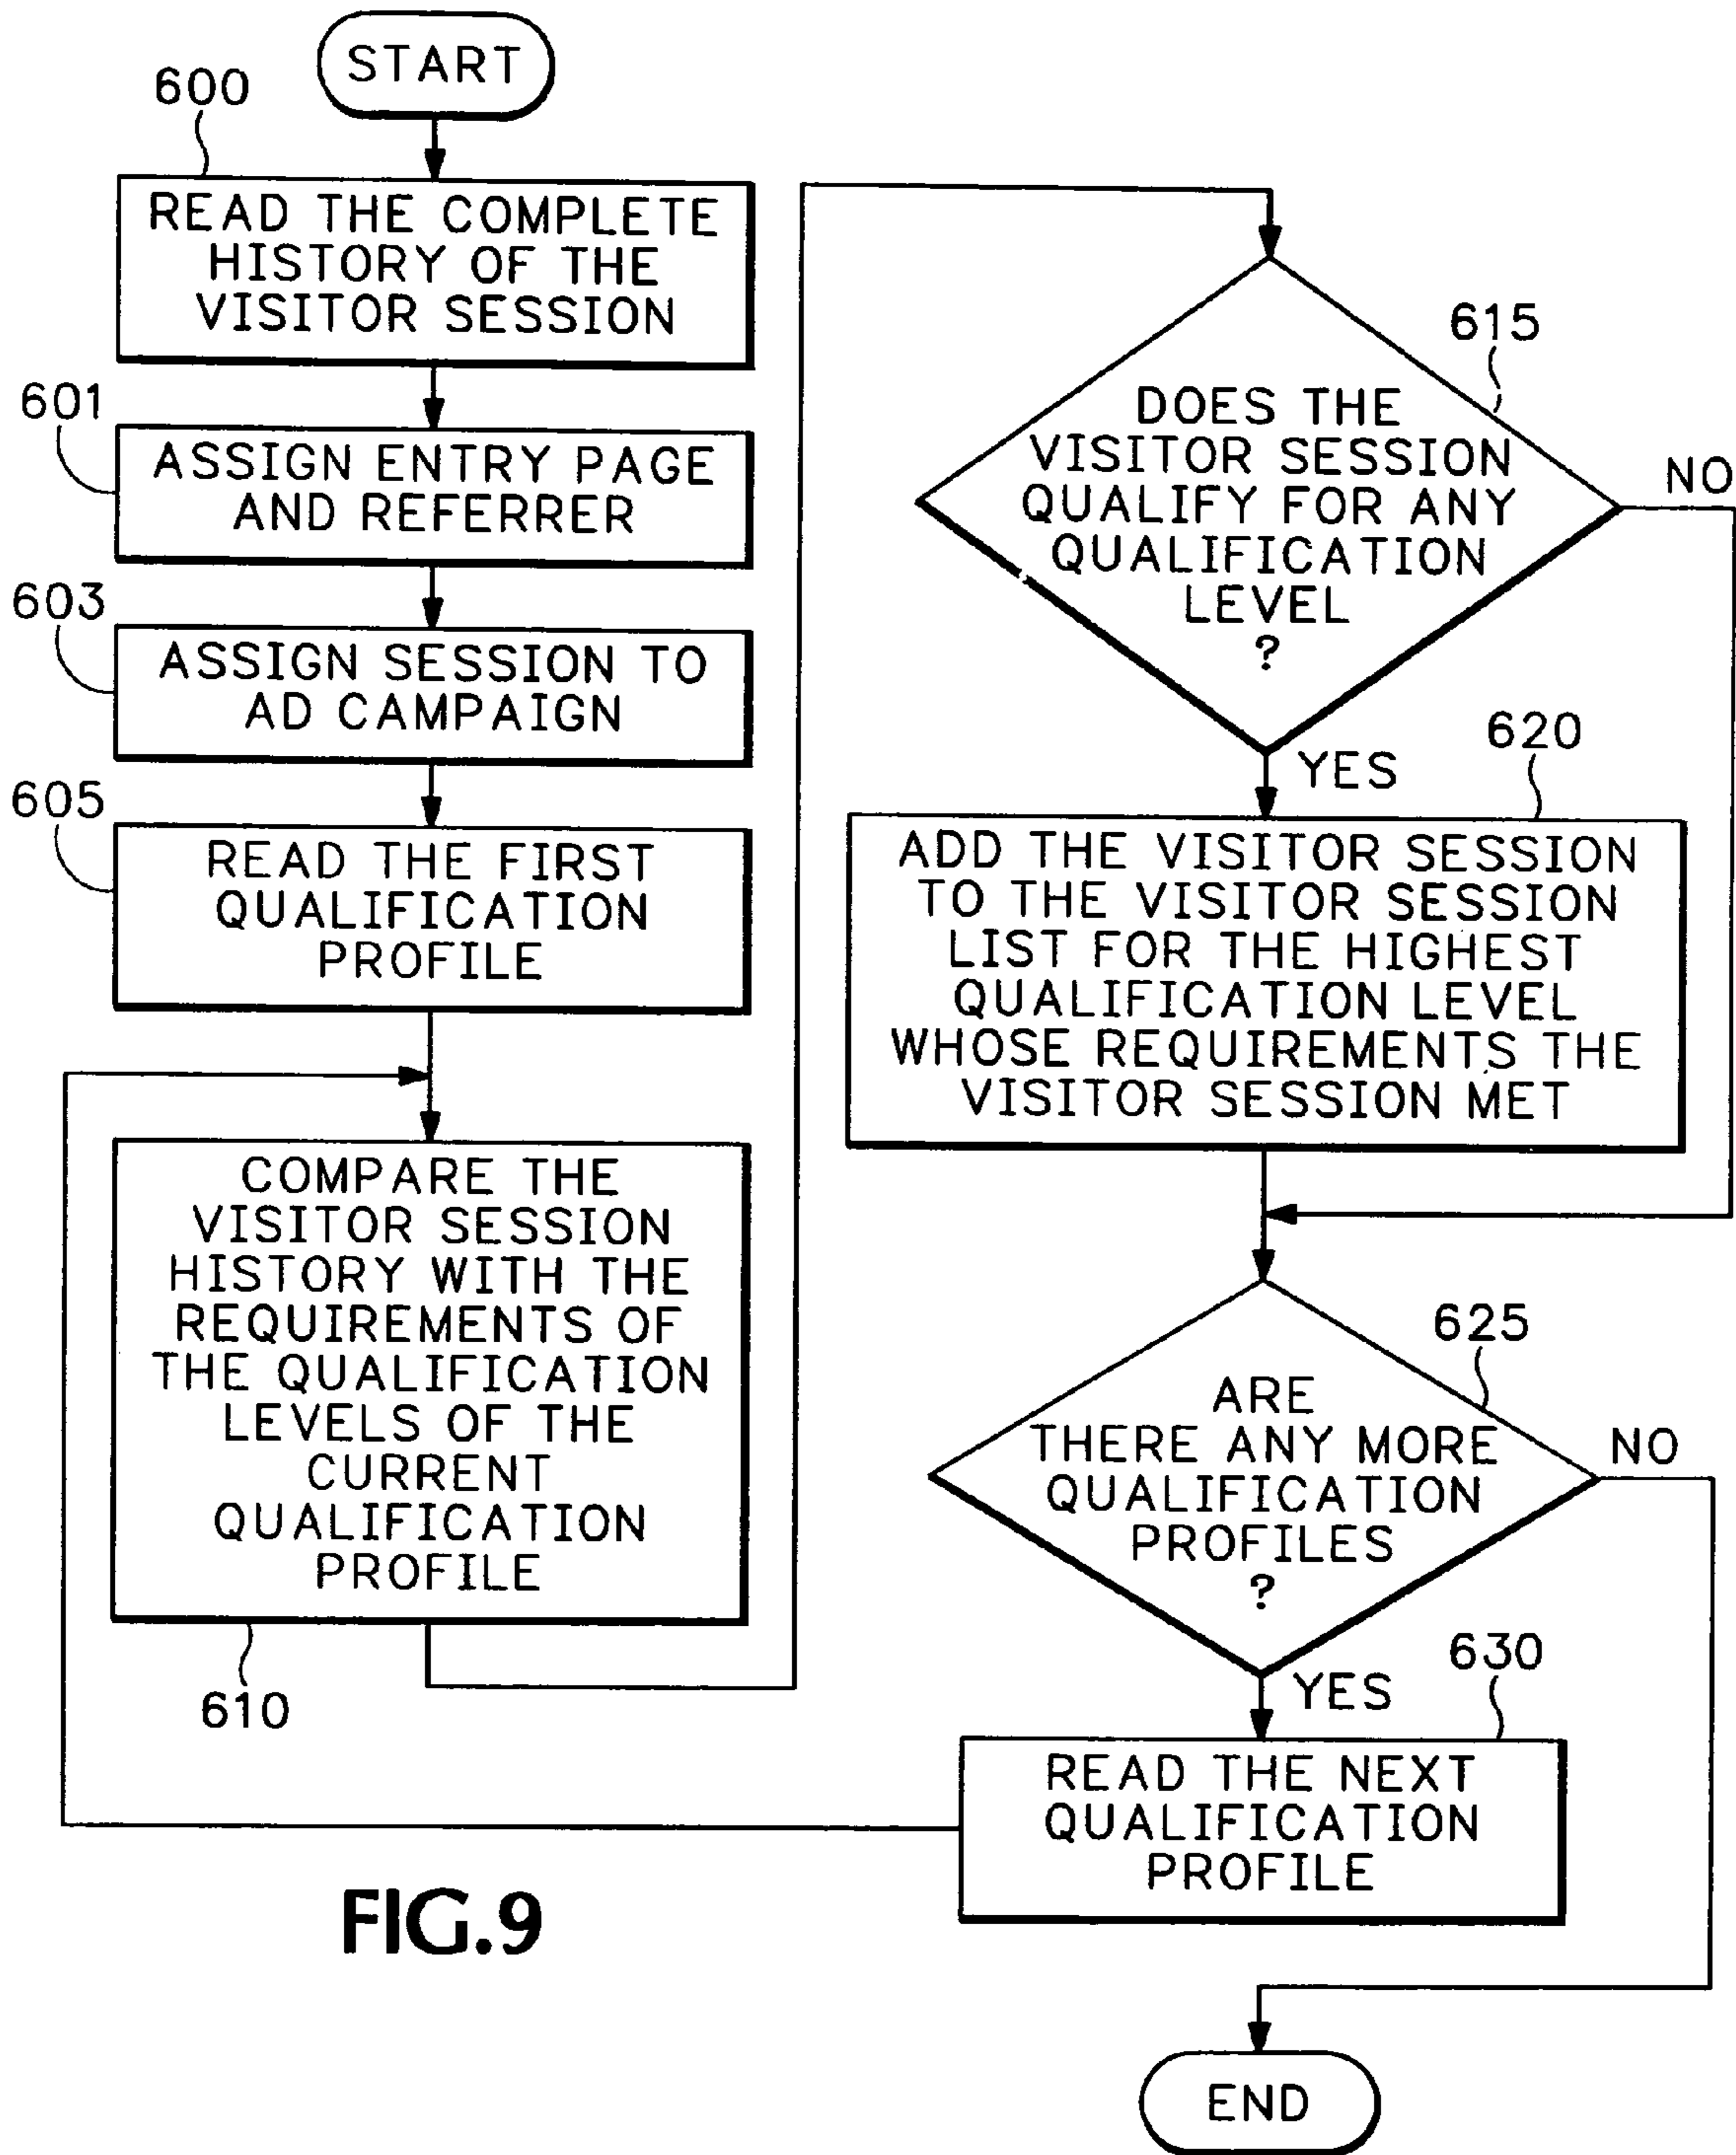 START
600
READ THE COMPLETE
HISTORY OF THE
VISITOR SESSION
601
ASSIGN ENTRY PAGE
AND REFERRER
603
ASSIGN SESSION TO
AD CAMPAIGN
605
READ THE FIRST
QUALIFICATION
PROFILE
COMPARE THE
VISITOR SESSION
HISTORY WITH THE
REQUIREMENTS OF
THE QUALIFICATION
LEVELS OF THE
CURRENT
QUALIFICATION
PROFILE
610
615
DOES THE
VISITOR SESSION
QUALIFY FOR ANY
QUALIFICATION
LEVEL
?
NO
YES
620
ADD THE VISITOR SESSION
TO THE VISITOR SESSION
LIST FOR THE HIGHEST
QUALIFICATION LEVEL
WHOSE REQUIREMENTS THE
VISITOR SESSION MET
625
ARE
THERE ANY MORE
QUALIFICATION
PROFILES
?
NO
YES
630
READ THE NEXT
QUALIFICATION
PROFILE
END
FIG.9